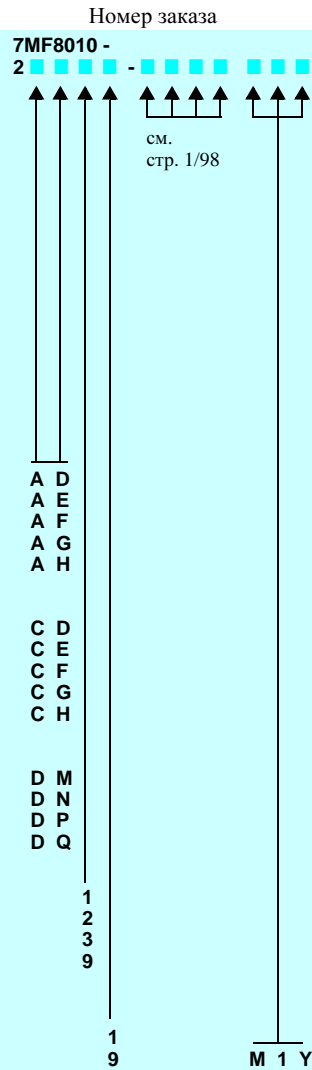 Номер заказа
7MF8010 -
2 ■ ■ ■ ■ - ■ ■ ■ ■ ■ ■ ■
см.
стр. 1/98
A D
A E
A F
A G
A H
C D
C E
C F
C G
C H
D M
D N
D P
D Q
1
2
3
9
1
9 M 1 Y